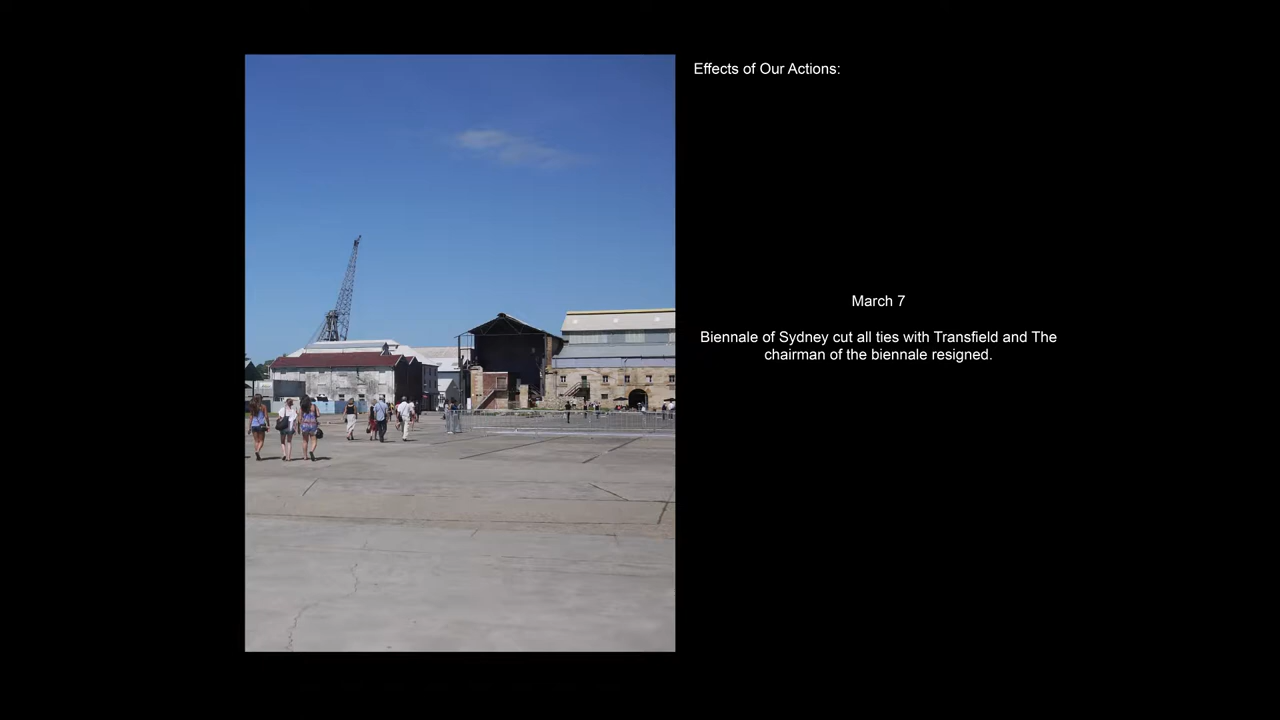 Effects of Our Actions:
March 7
Biennale of Sydney cut all ties with Transfield and The
chairman of the biennale resigned.